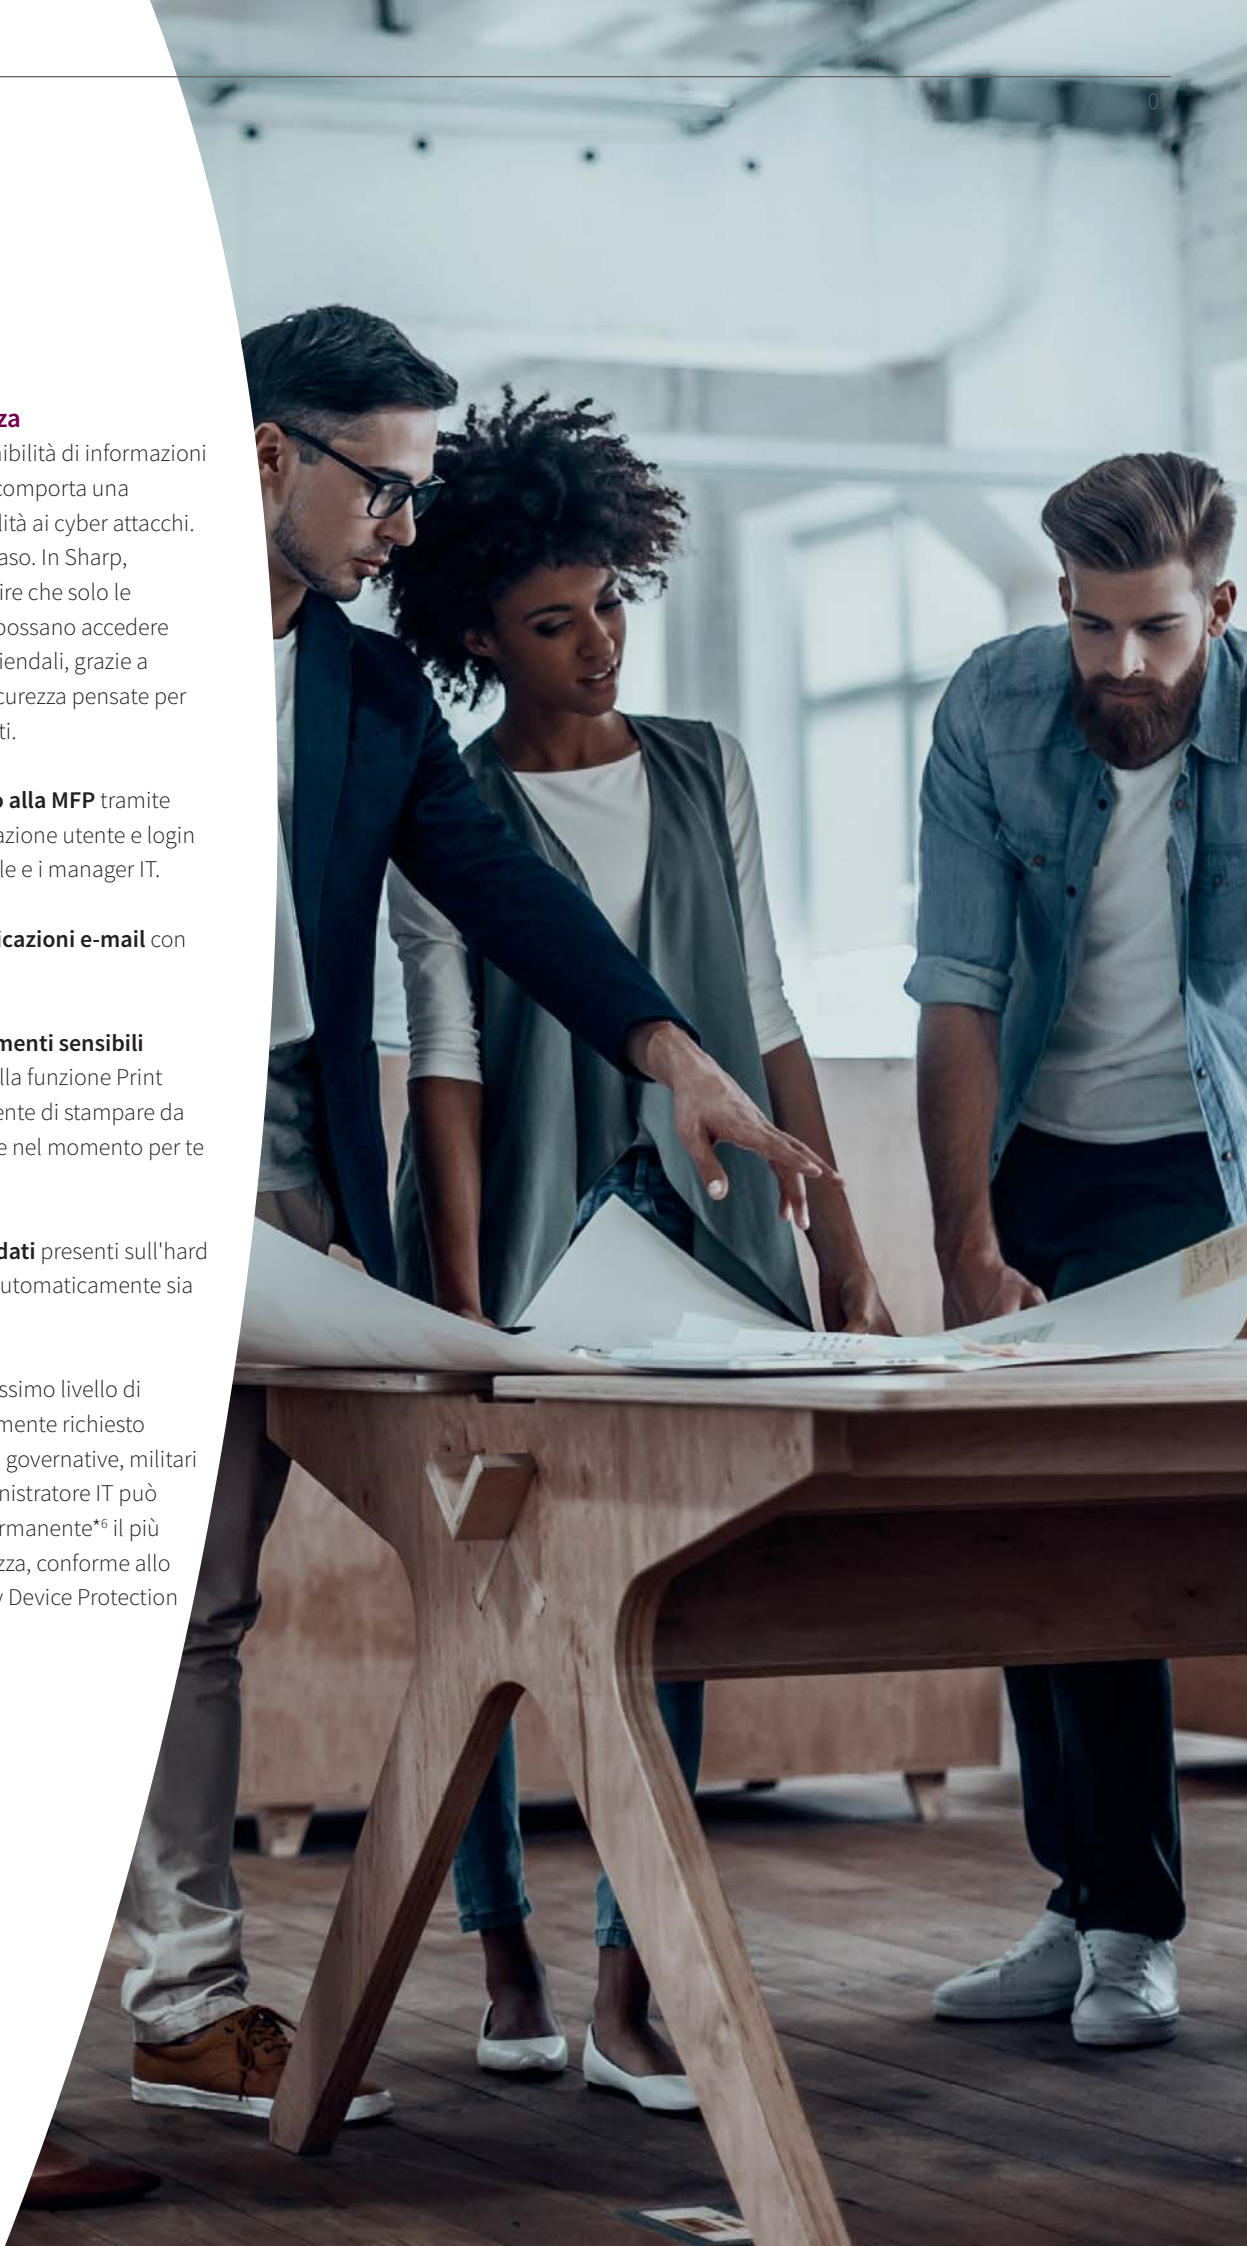 za
nibilità di informazioni
comporta una
lità ai cyber attacchi.
aso. In Sharp,
ire che solo le
possano accedere
iendali, grazie a
curezza pensate per
ti.
o alla MFP tramite
azione utente e login
le e i manager IT.
icazioni e-mail con
menti sensibili
lla funzione Print
ente di stampare da
e nel momento per te
dati presenti sull'hard
utomaticamente sia
ssimo livello di
mente richiesto
governative, militari
nistratore IT può
rmanente*⁶ il più
zza, conforme allo
y Device Protection